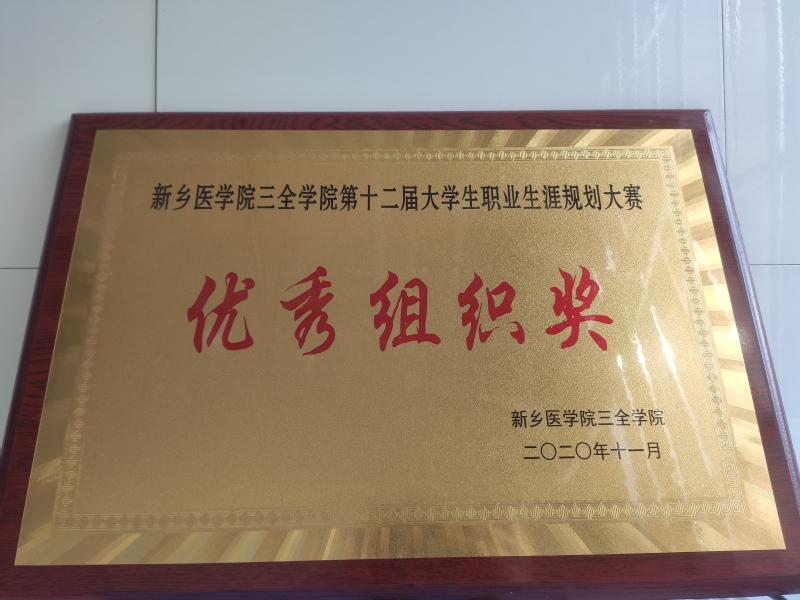 新乡医学院三全学院第十二届大学生职业生涯规划大赛
优秀组织奖
新乡医学院三全学院
二〇二〇年十一月